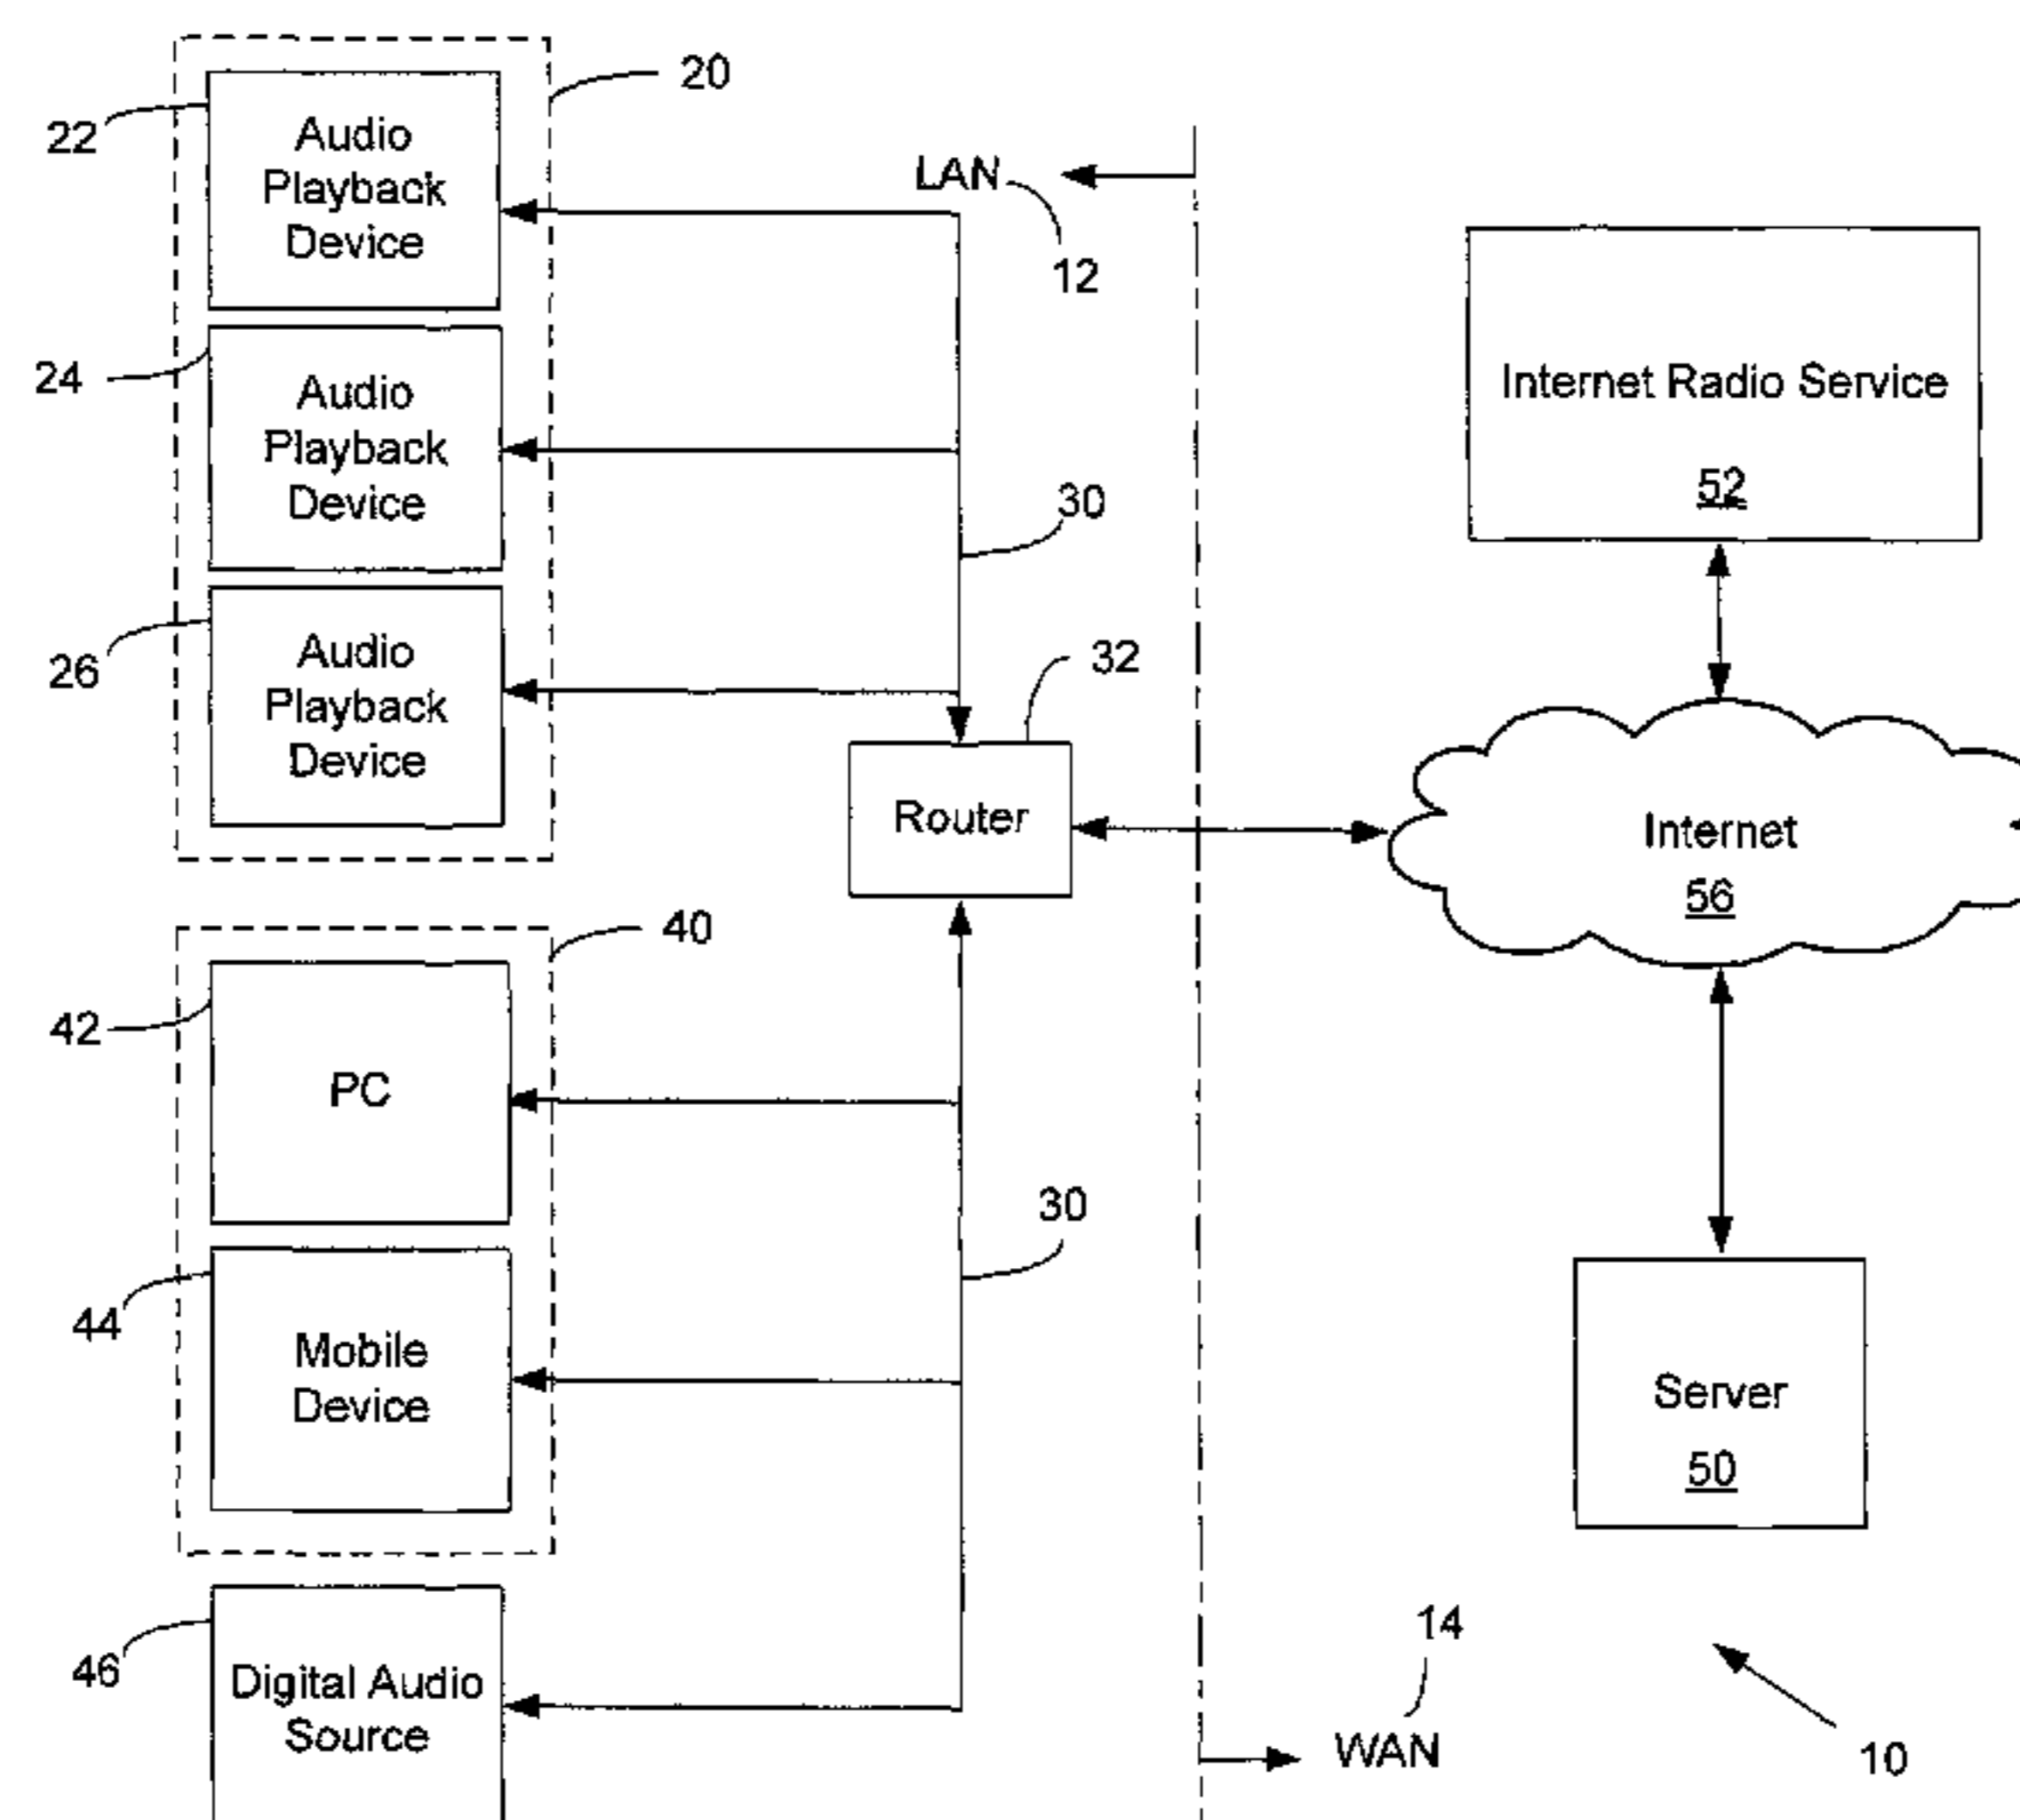 20
22
Audio
Playback
Device
LAN
12
24
Audio
Playback
Device
30
26
Audio
Playback
Device
32
Router
Internet Radio Service
52
Internet
56
40
42
PC
30
44
Mobile
Device
Server
50
46
Digital Audio
Source
14
WAN
10